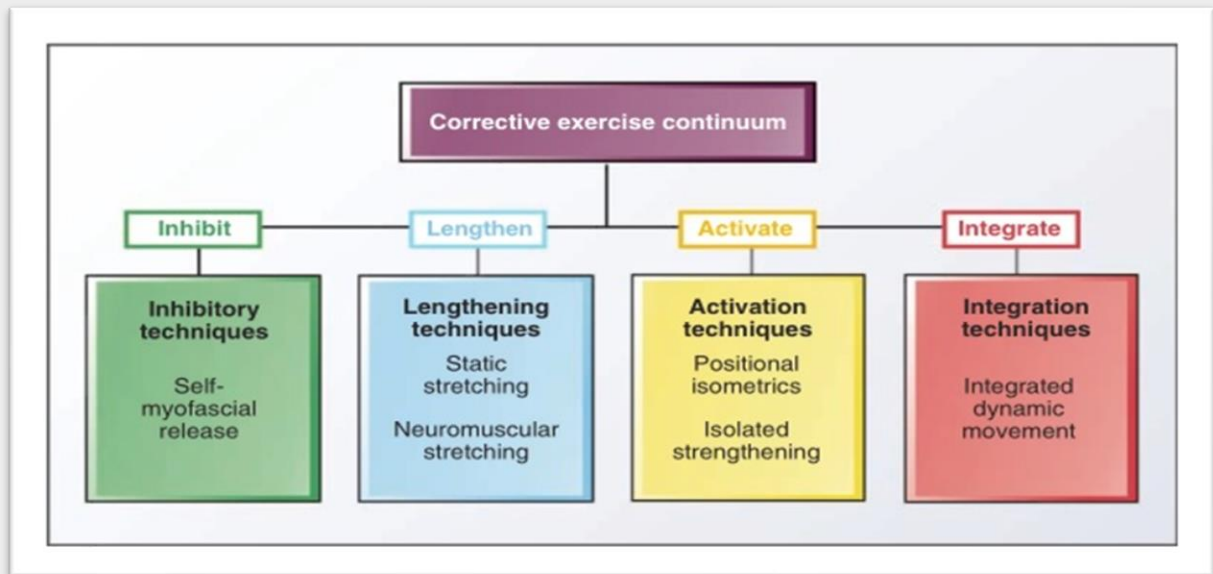 Corrective exercise continuum
Inhibit
Lengthen
Activate
Integrate
Inhibitory
techniques
Self-
myofascial
release
Lengthening
techniques
Static
stretching
Neuromuscular
stretching
Activation
techniques
Positional
isometrics
Isolated
strengthening
Integration
techniques
Integrated
dynamic
movement